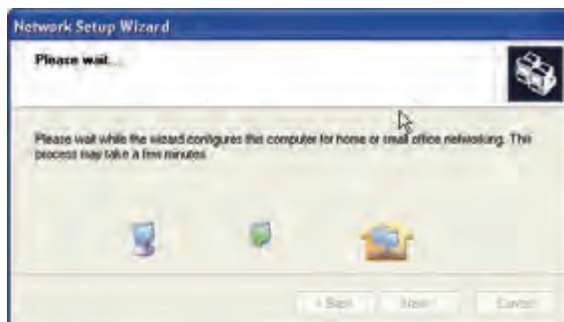 Network Setup Wizard
Please wait...
Please wait while the wizard configures this computer for home or small office networking. This
process may take a few minutes.
< Back Next > Cancel